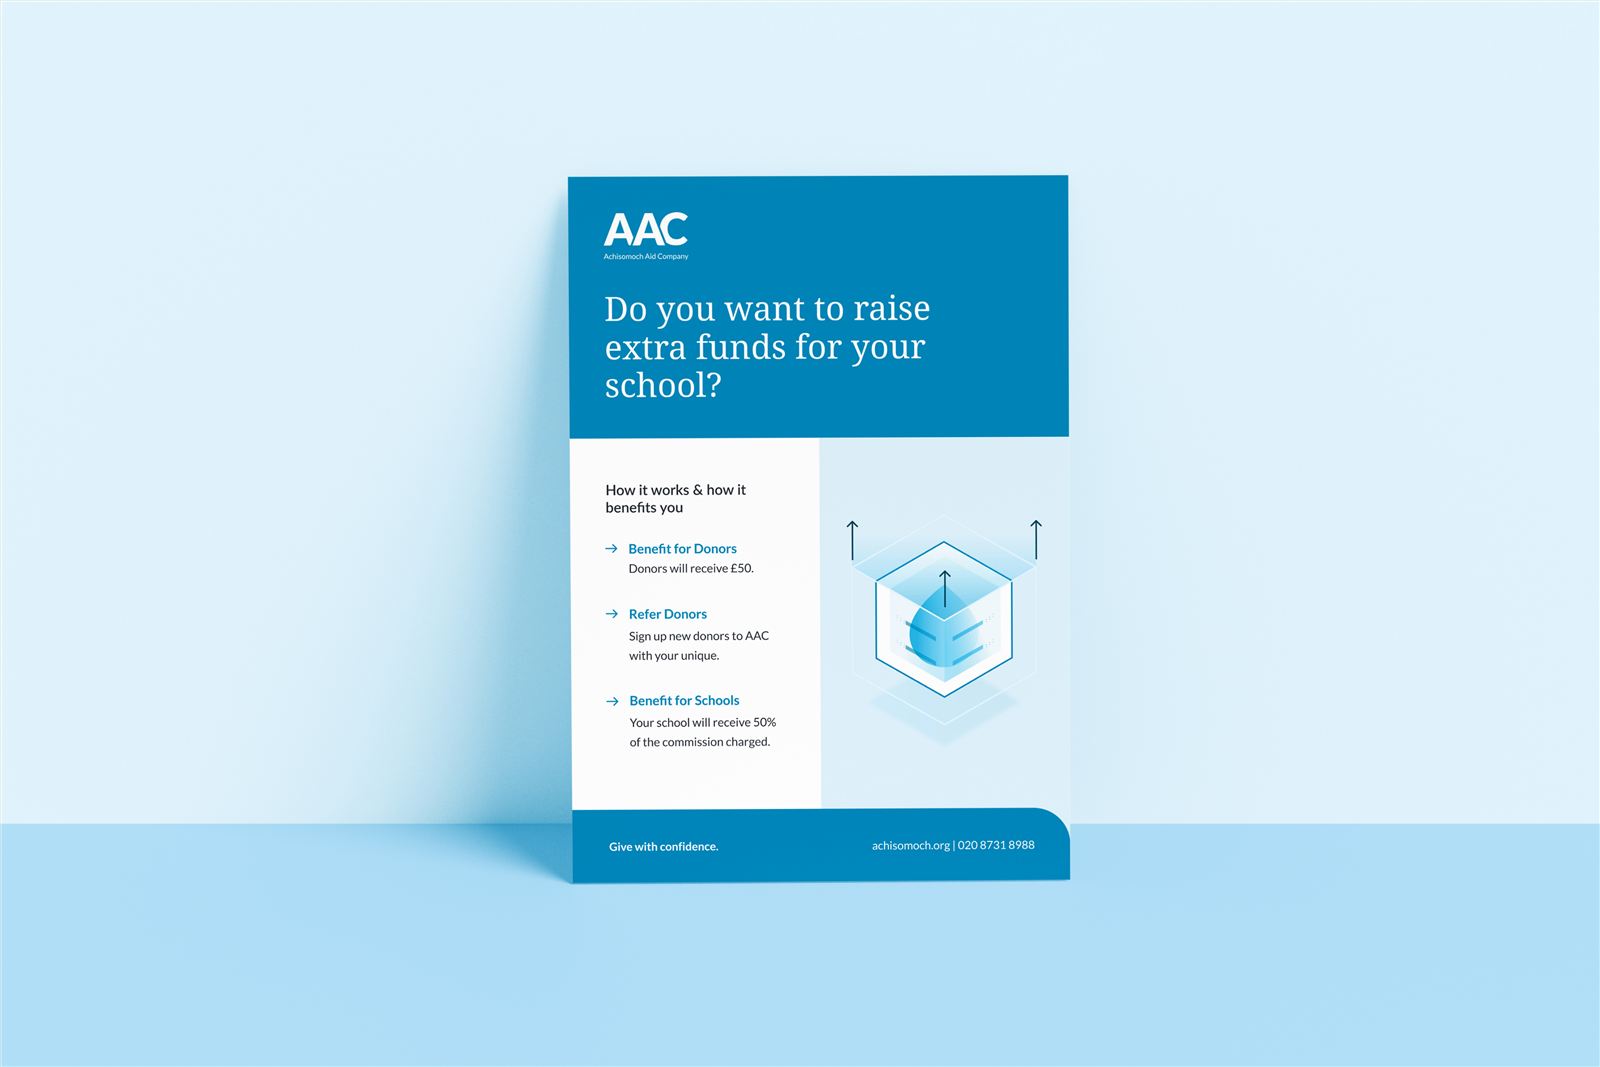 AAC
Achisomoch Aid Company
Do you want to raise
extra funds for your
school?
How it works & how it
benefits you
Benefit for Donors
Donors will receive £50.
Refer Donors
Sign up new donors to AAC
with your unique.
Benefit for Schools
Your school will receive 50%
of the commission charged.
Give with confidence.
achisomoch.org | 020 8731 8988